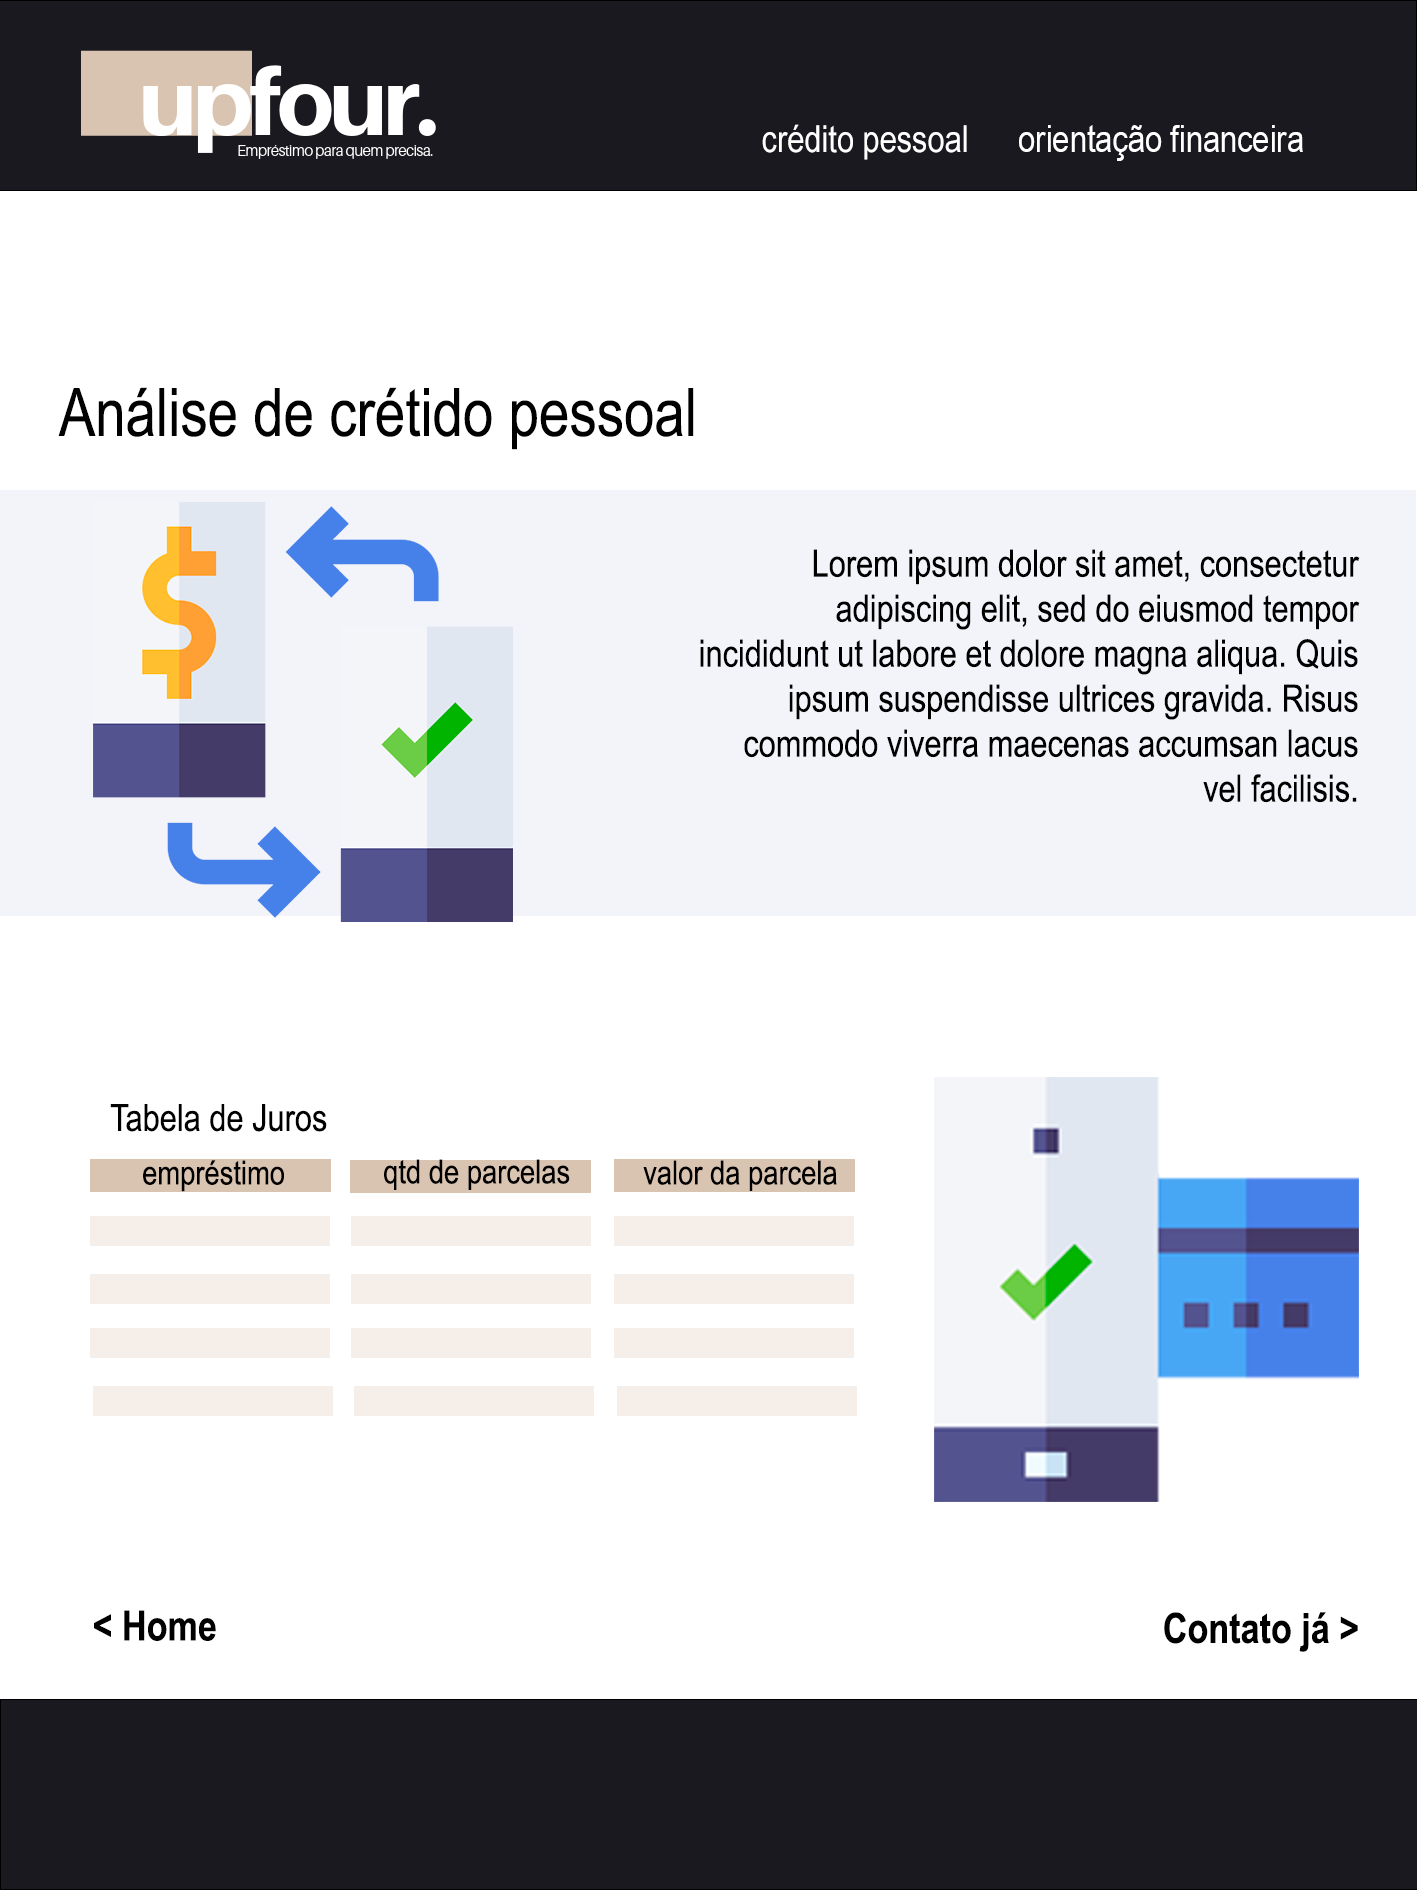 upfour.
Empréstimo para quem precisa.
crédito pessoal
orientação financeira
Análise de crétido pessoal
Lorem ipsum dolor sit amet, consectetur
adipiscing elit, sed do eiusmod tempor
incididunt ut labore et dolore magna aliqua. Quis
ipsum suspendisse ultrices gravida. Risus
commodo viverra maecenas accumsan lacus
vel facilisis.
Tabela de Juros
empréstimo
qtd de parcelas
valor da parcela
< Home
Contato já >